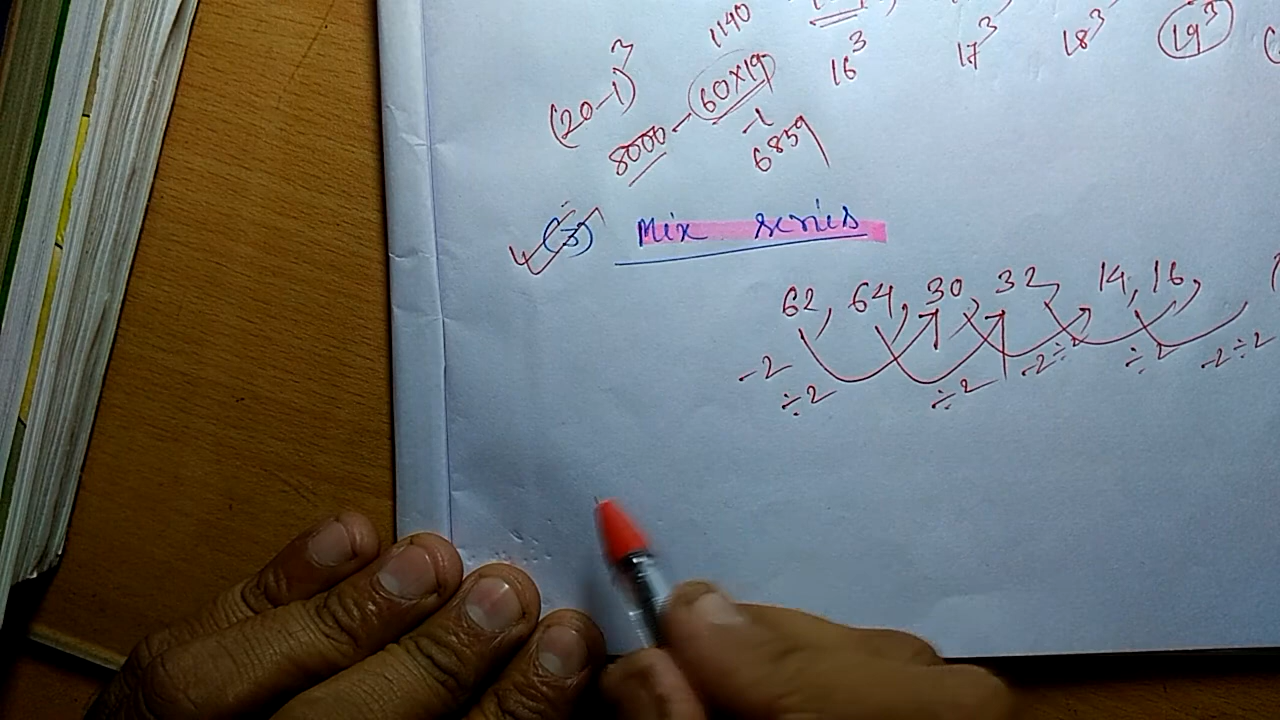 1140
16³ 17³ 18³ 19³
(20-1)³
8000 - 60×19
-1
6859
(3) Mix series
62, 64, 30, 32, 14, 16,
-2 ÷2 ÷2 -2÷2 ÷2 -2÷2